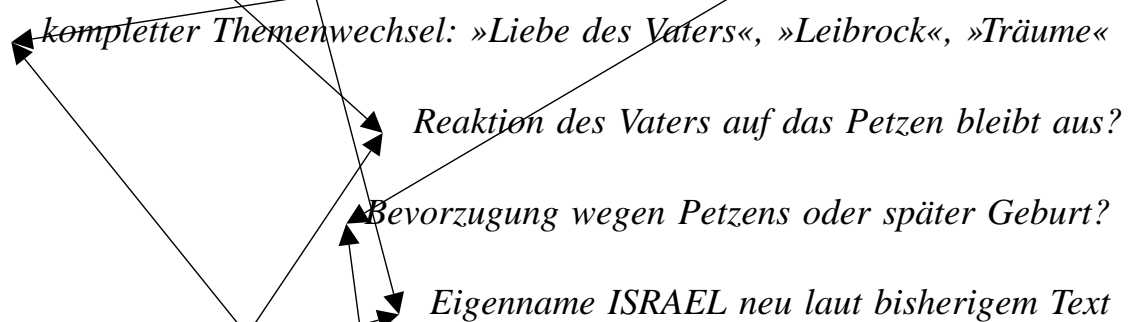 kompletter Themenwechsel: »Liebe des Vaters«, »Leibrock«, »Träume«
Reaktion des Vaters auf das Petzen bleibt aus?
Bevorzugung wegen Petzens oder später Geburt?
Eigenname ISRAEL neu laut bisherigem Text